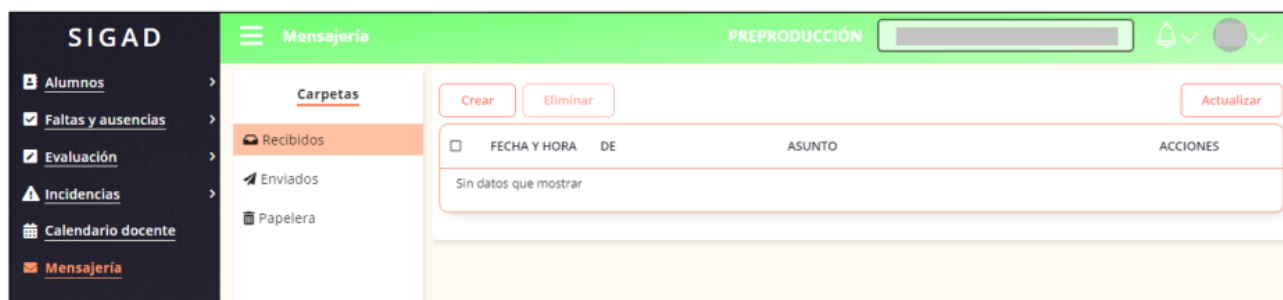 SIGAD
Mensajería
PREPRODUCCIÓN
Alumnos
Faltas y ausencias
Evaluación
Incidencias
Calendario docente
Mensajería
Carpetas
Recibidos
Enviados
Papelera
Crear
Eliminar
Actualizar
FECHA Y HORA DE ASUNTO ACCIONES
Sin datos que mostrar